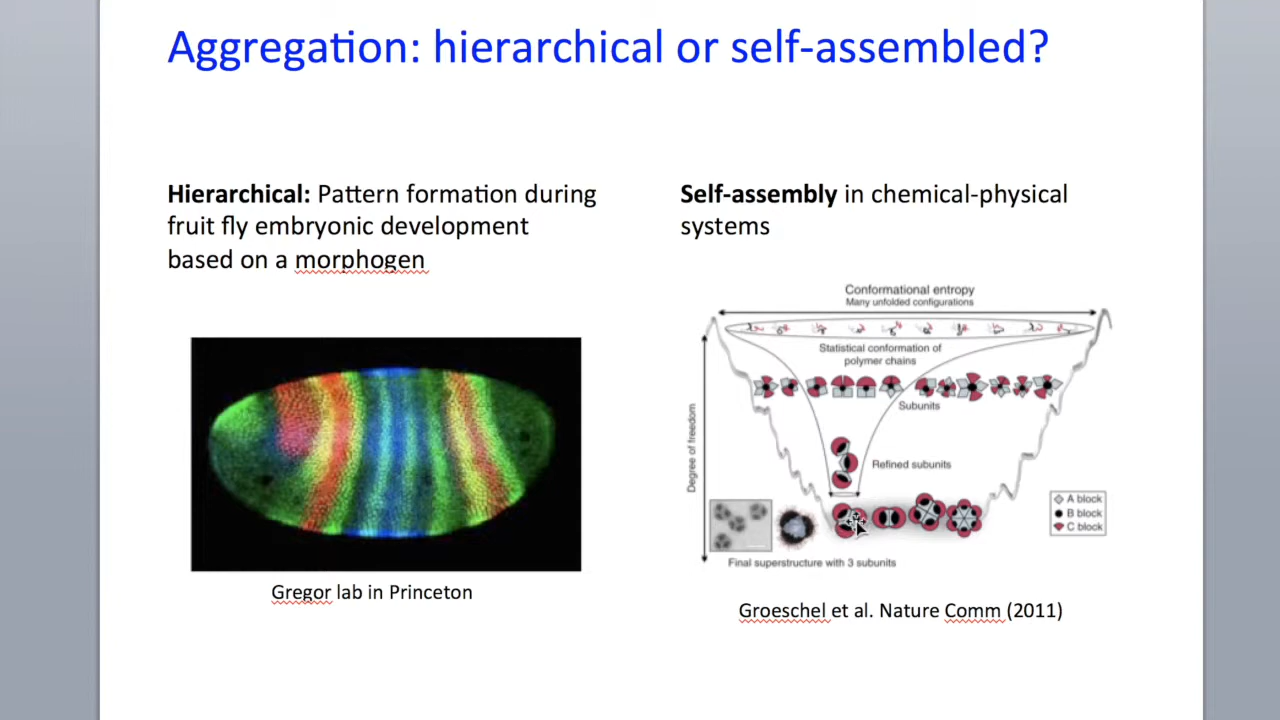 Aggregation: hierarchical or self-assembled?
Hierarchical: Pattern formation during
fruit fly embryonic development
based on a morphogen
Gregor lab in Princeton
Self-assembly in chemical-physical
systems
Conformational entropy
Many unfolded configurations
Statistical conformation of
polymer chains
Subunits
Degree of freedom
Refined subunits
A block
B block
C block
Final superstructure with 3 subunits
Groeschel et al. Nature Comm (2011)